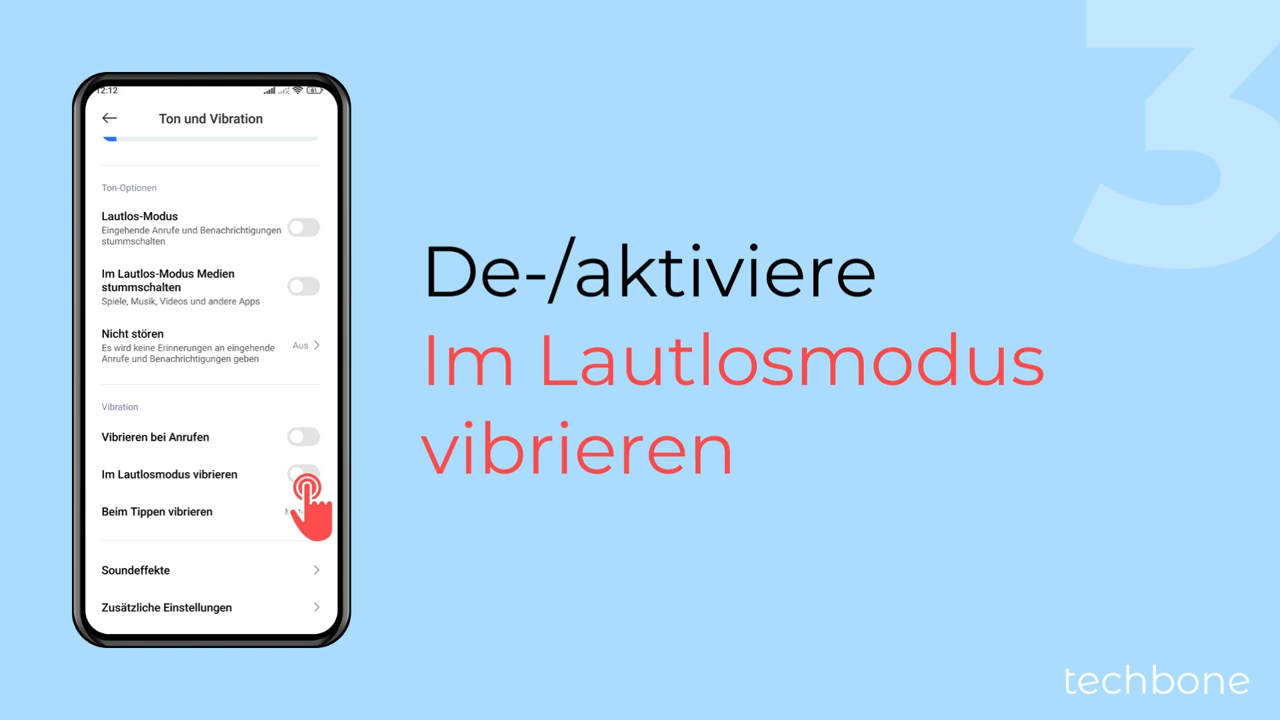 3
12:12
61
Ton und Vibration
Ton-Optionen
Lautlos-Modus
Eingehende Anrufe und Benachrichtigungen
stummschalten
Im Lautlos-Modus Medien
stummschalten
Spiele, Musik, Videos und andere Apps
Nicht stören
Es wird keine Erinnerungen an eingehende
Anrufe und Benachrichtigungen geben
Aus
Vibration
Vibrieren bei Anrufen
Im Lautlosmodus vibrieren
Beim Tippen vibrieren
Soundeffekte
Zusätzliche Einstellungen
De-/aktiviere
Im Lautlosmodus
vibrieren
techbone